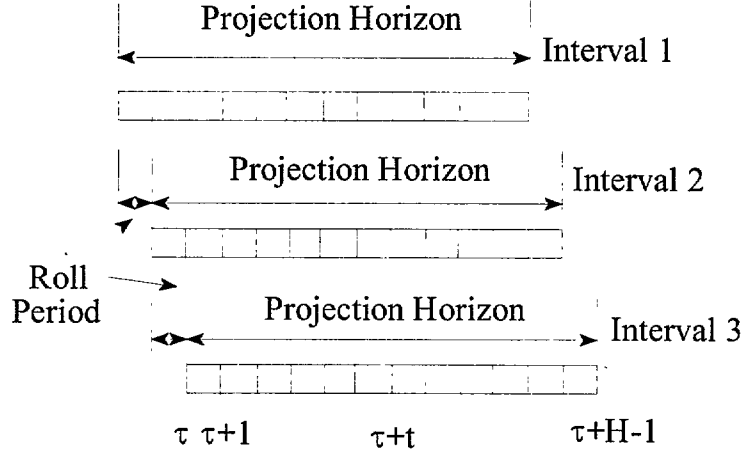 Projection Horizon
Interval 1
Projection Horizon
Interval 2
Roll
Period
Projection Horizon
Interval 3
τ τ+1 τ+t τ+H-1